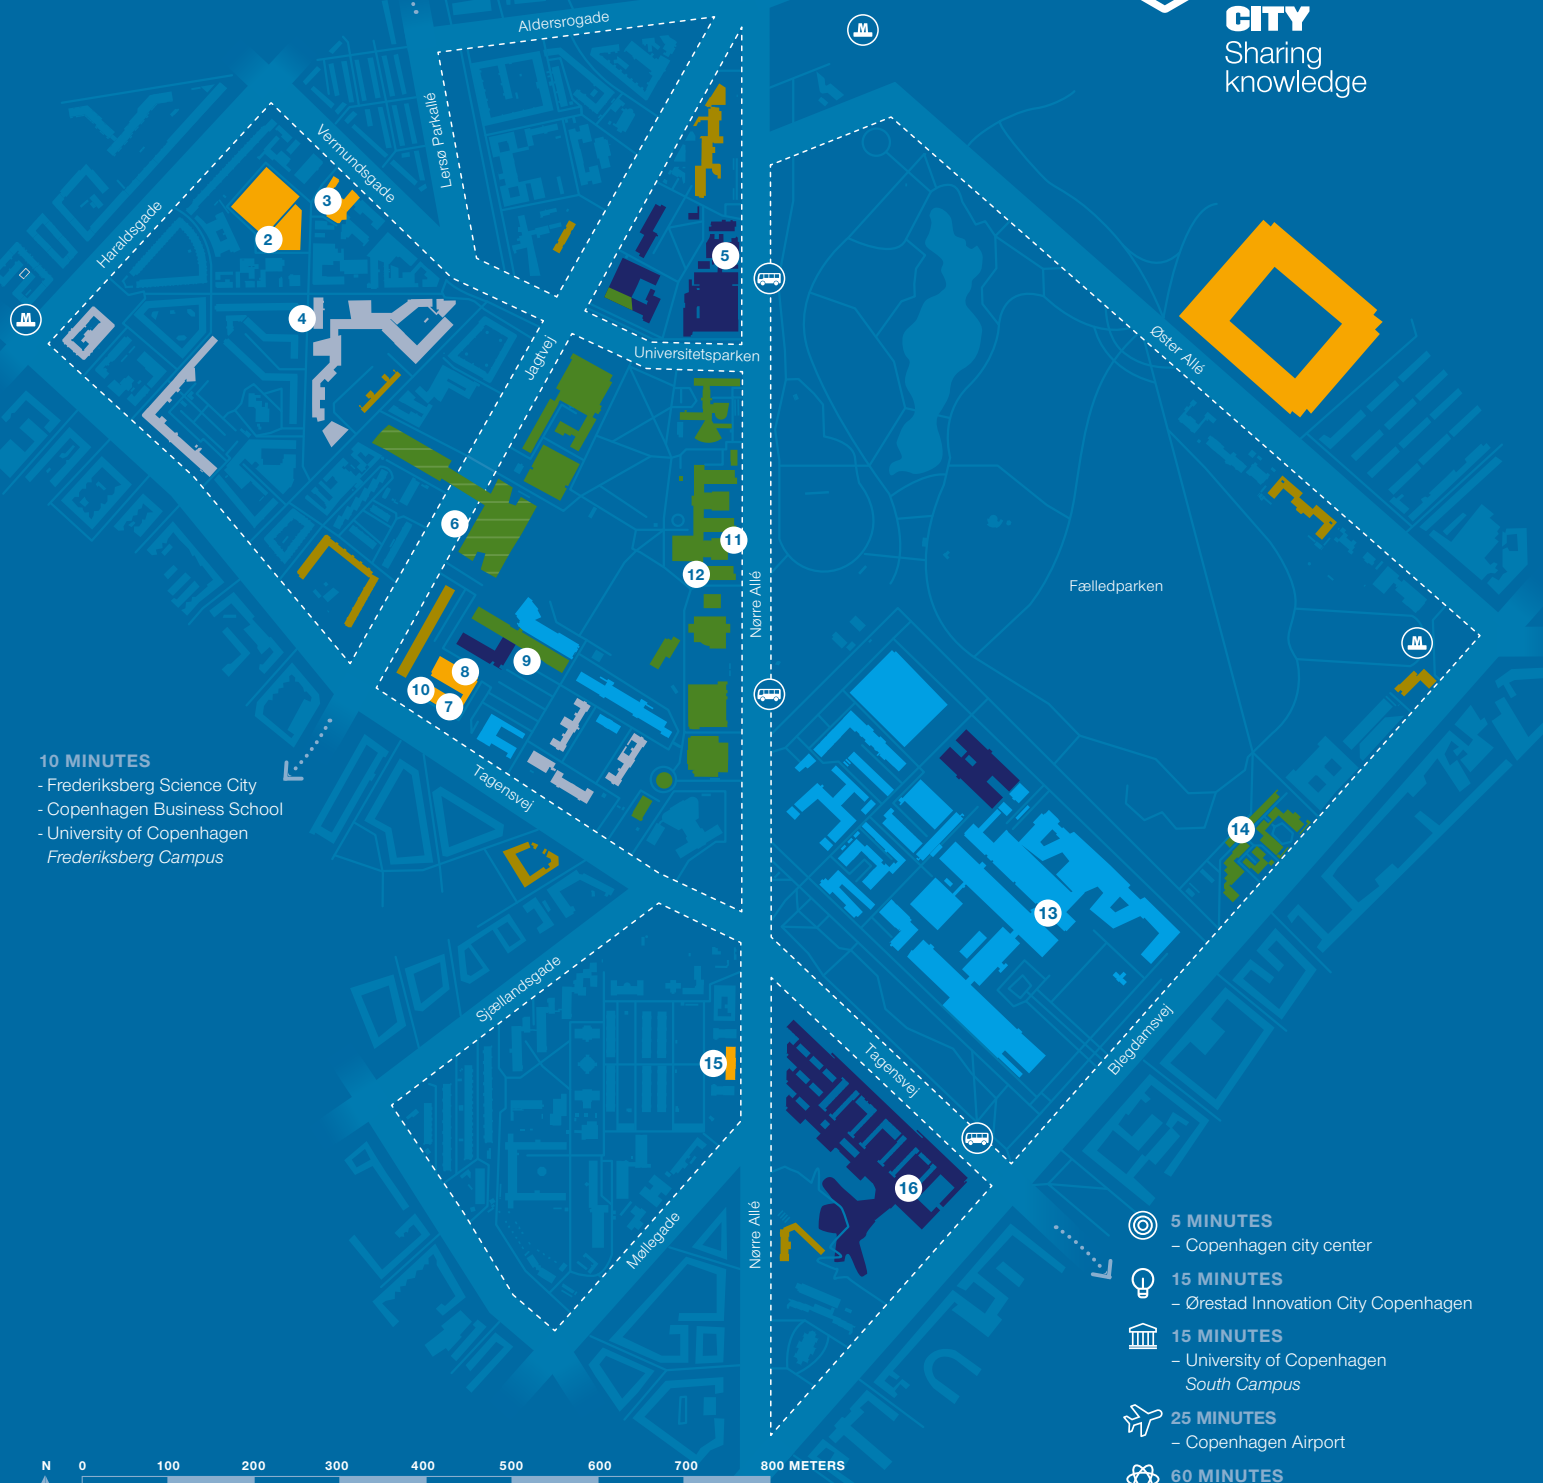 CITY
Sharing
knowledge
M
Aldersrogade
Lersø Parkallé
Vermundsgade
Haraldsgade
3
2
5
M
4
Universitetsparken
Jagtvej
Øster Allé
6
11
12
Nørre Allé
Fælledparken
M
9
8
10
7
10 MINUTES
- Frederiksberg Science City
- Copenhagen Business School
- University of Copenhagen
Frederiksberg Campus
Tagensvej
14
13
Sjællandsgade
15
Tagensvej
Blegdamsvej
16
Møllegade
Nørre Allé
5 MINUTES
– Copenhagen city center
15 MINUTES
– Ørestad Innovation City Copenhagen
15 MINUTES
– University of Copenhagen
South Campus
25 MINUTES
– Copenhagen Airport
60 MINUTES
N 0 100 200 300 400 500 600 700 800 METERS